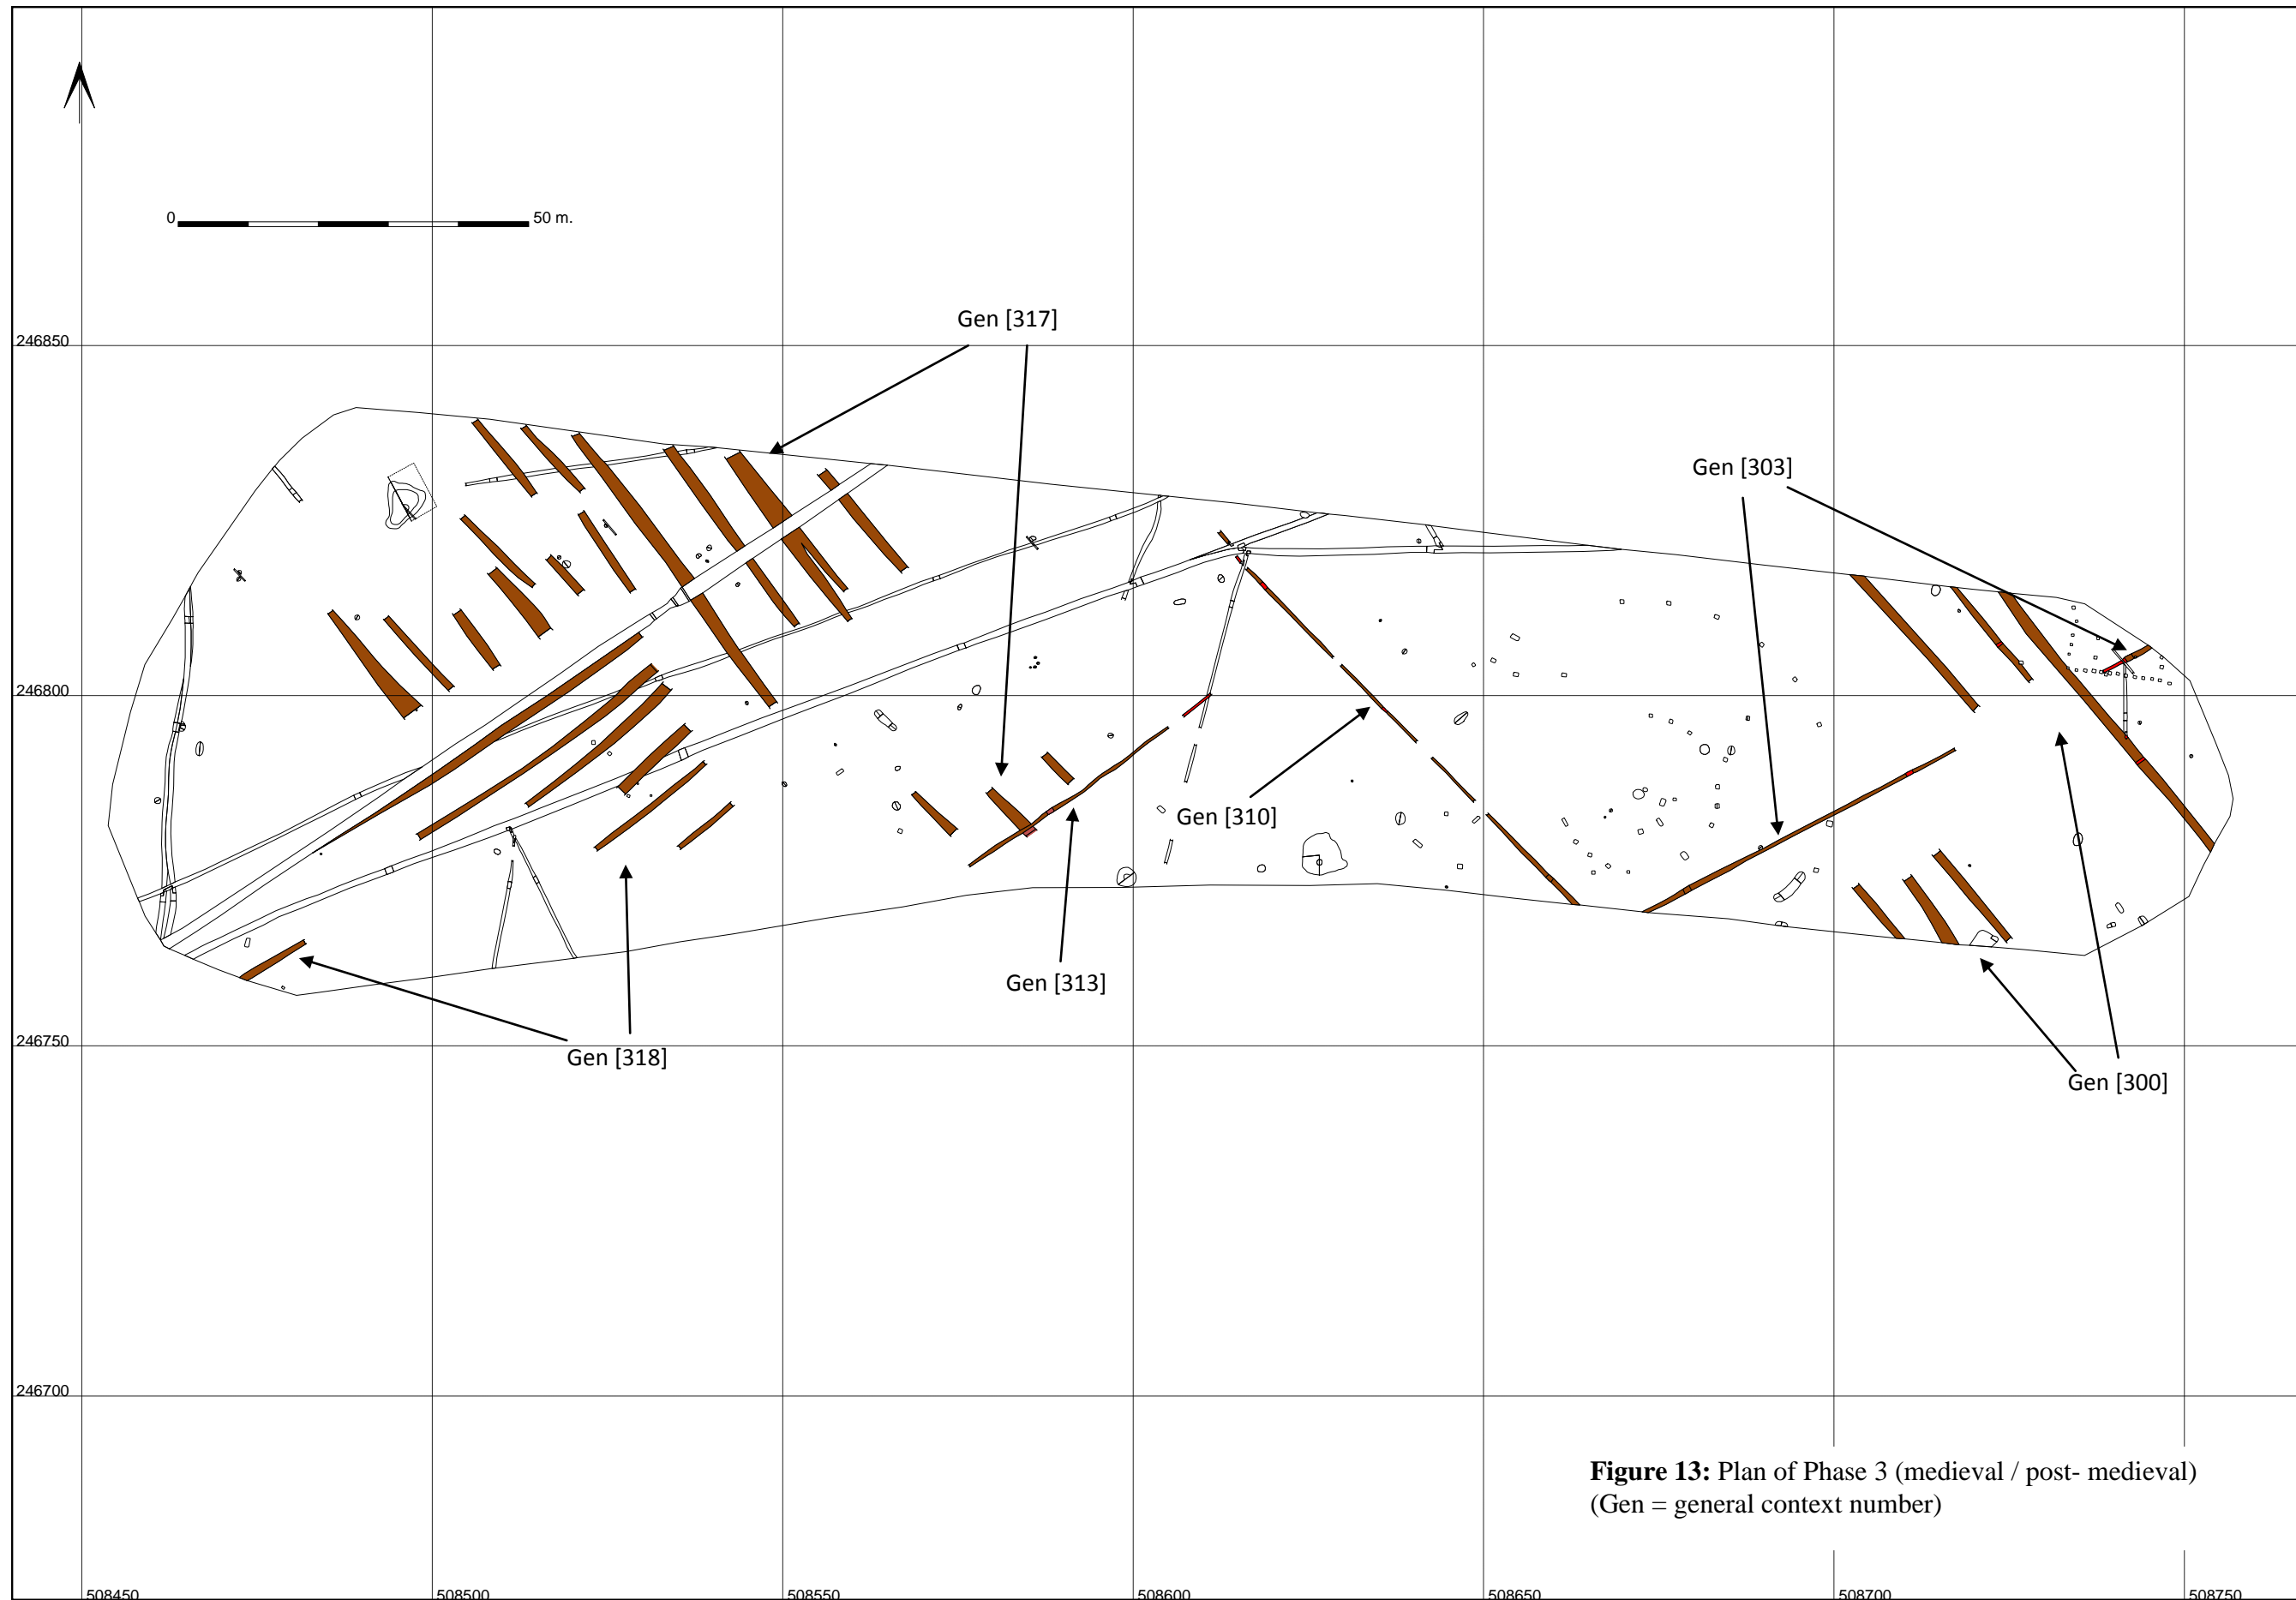 0
50 m.
Gen [317]
246850
Gen [303]
246800
Gen [310]
Gen [313]
246750
Gen [318]
Gen [300]
246700
Figure 13: Plan of Phase 3 (medieval / post- medieval)
(Gen = general context number)
508450
508500
508550
508600
508650
508700
508750